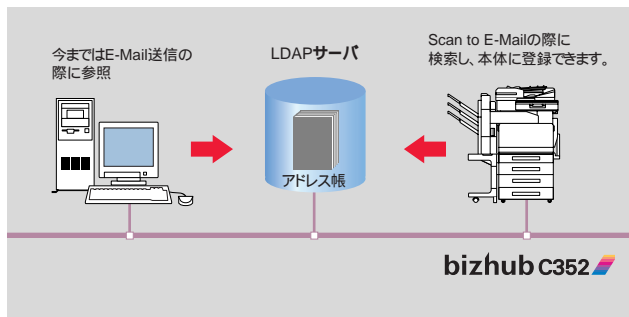 今まではE-Mail送信の
際に参照
LDAPサーバ
Scan to E-Mailの際に
検索し、本体に登録できます。
アドレス帳
bizhub C352